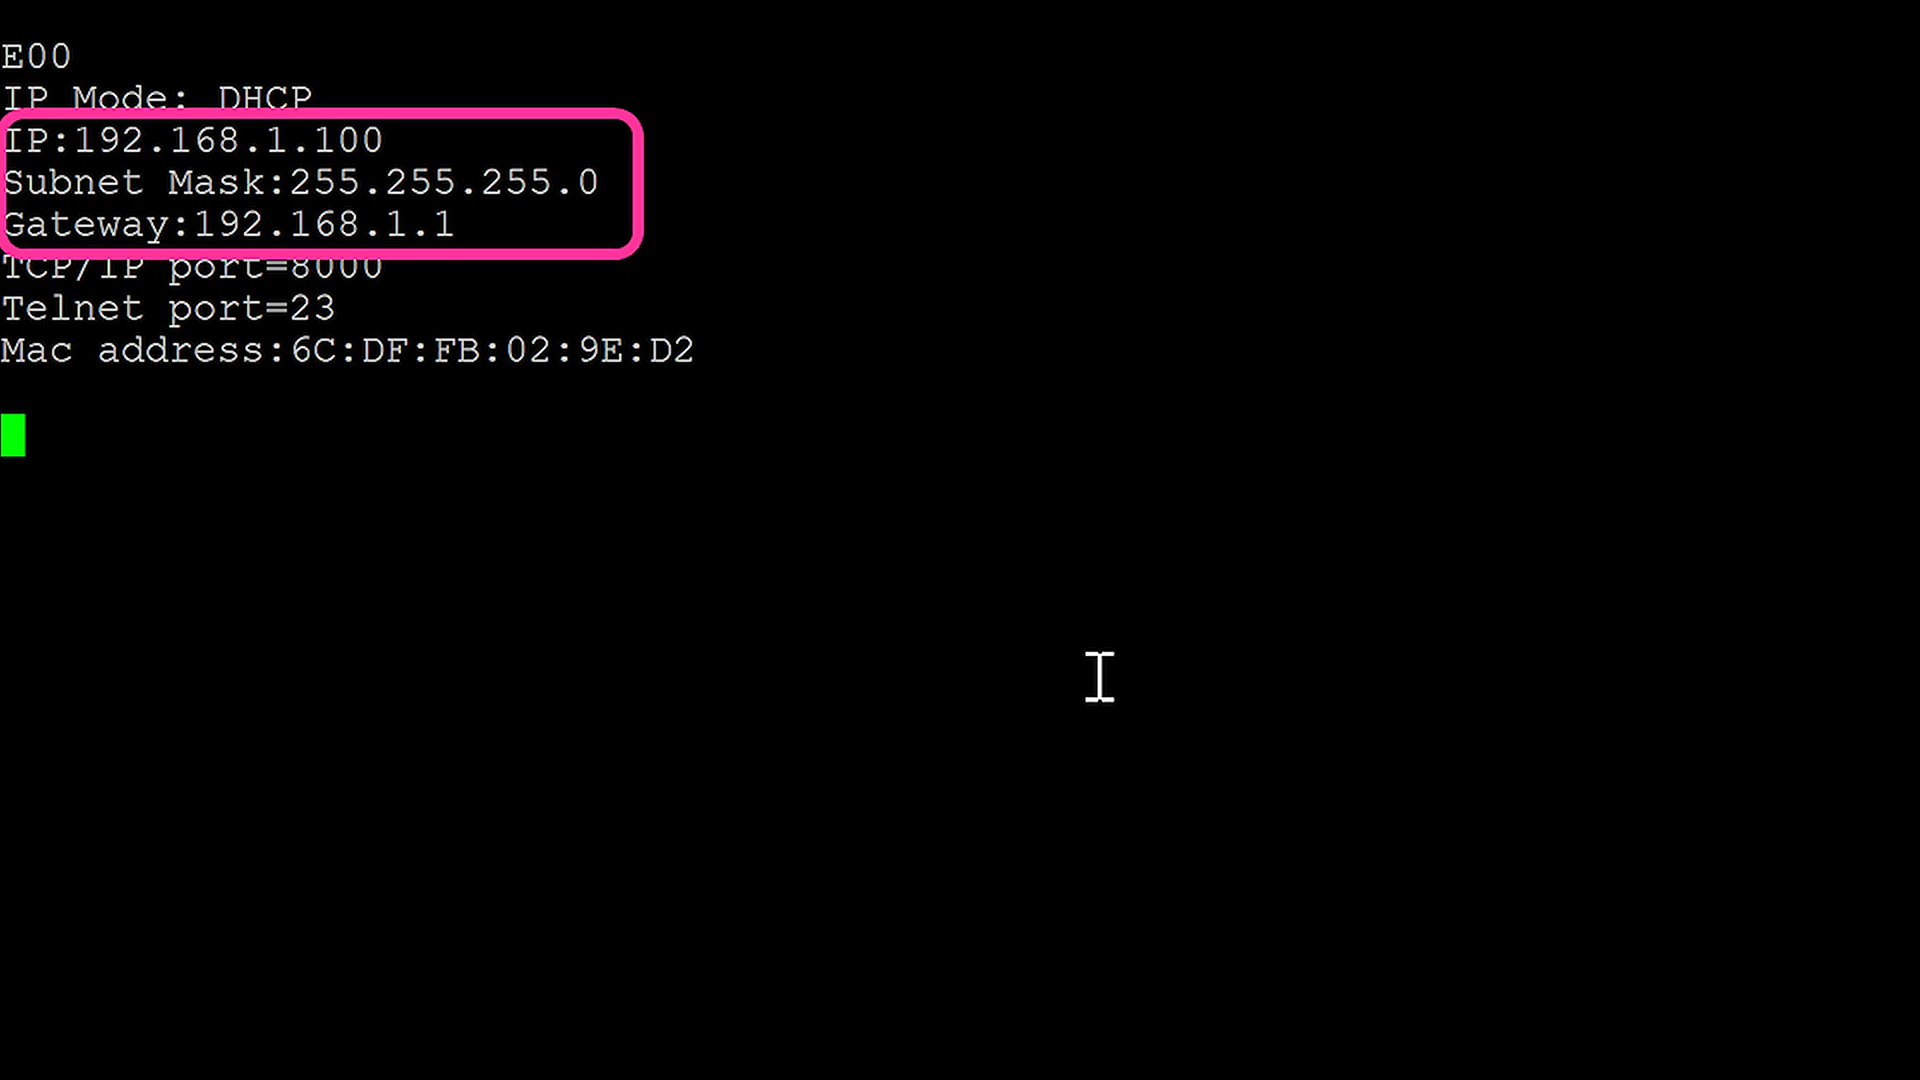 E00
IP Mode: DHCP
IP:192.168.1.100
Subnet Mask:255.255.255.0
Gateway:192.168.1.1
TCP/IP port=8000
Telnet port=23
Mac address:6C:DF:FB:02:9E:D2